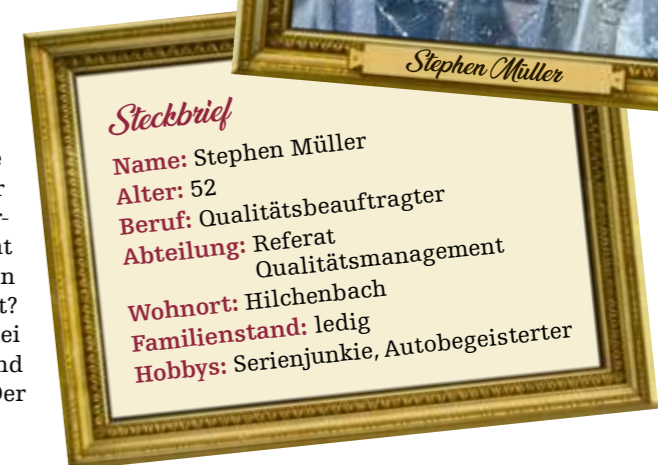 Stephen Müller
Steckbrief
Name: Stephen Müller
Alter: 52
Beruf: Qualitätsbeauftragter
Abteilung: Referat
Qualitätsmanagement
Wohnort: Hilchenbach
Familienstand: ledig
Hobbys: Serienjunkie, Autobegeisterter